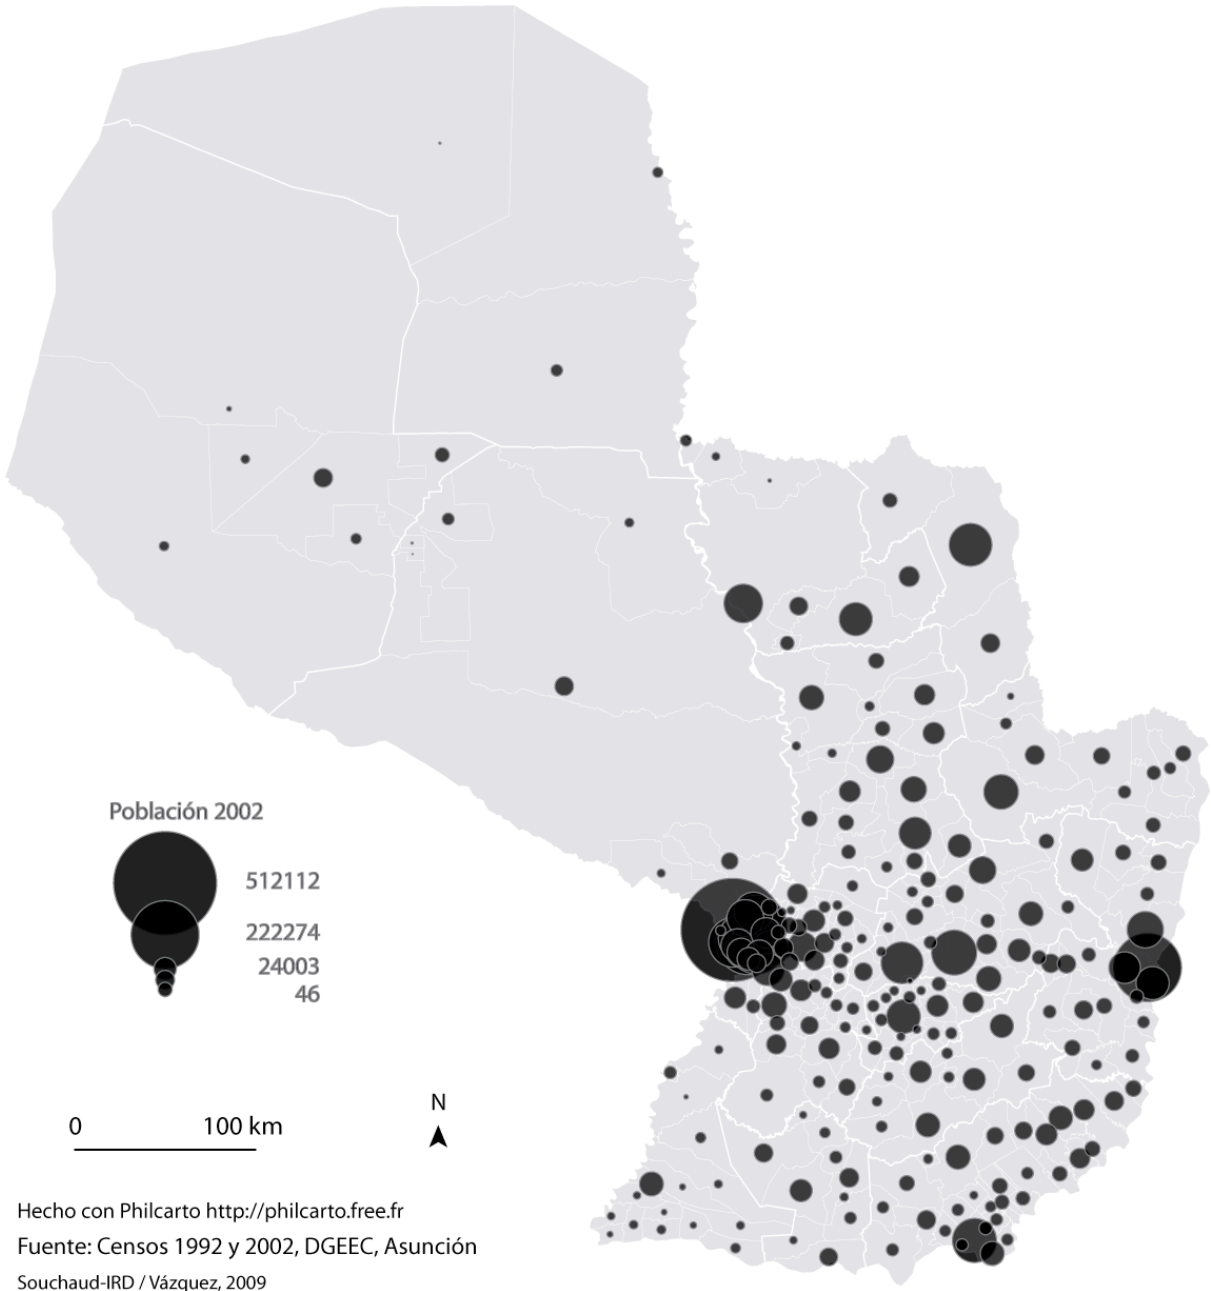 Población 2002
512112
222274
24003
46
0 100 km
N
Hecho con Philcarto http://philcarto.free.fr
Fuente: Censos 1992 y 2002, DGEEC, Asunción
Souchaud-IRD / Vázquez, 2009